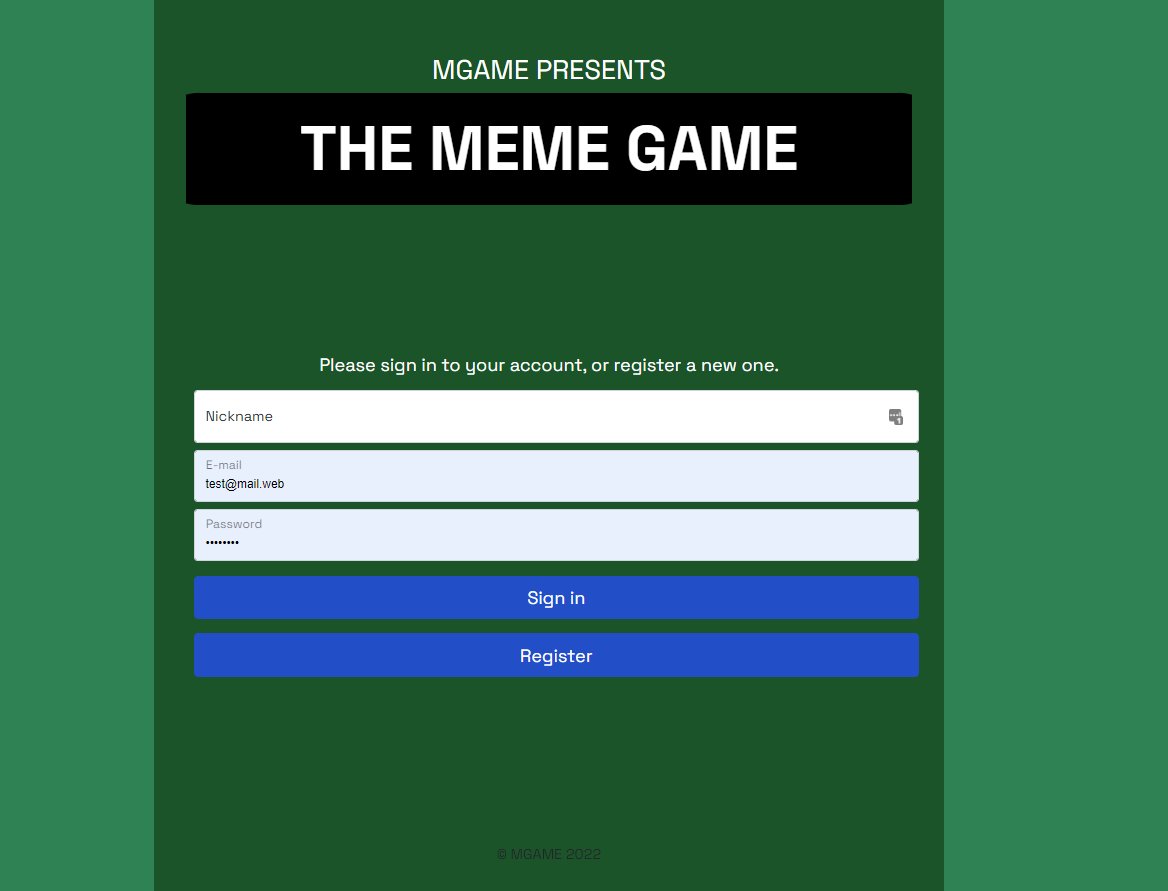 MGAME PRESENTS
THE MEME GAME
Please sign in to your account, or register a new one.
Nickname
E-mail
test@mail.web
Password
••••••••
Sign in
Register
© MGAME 2022